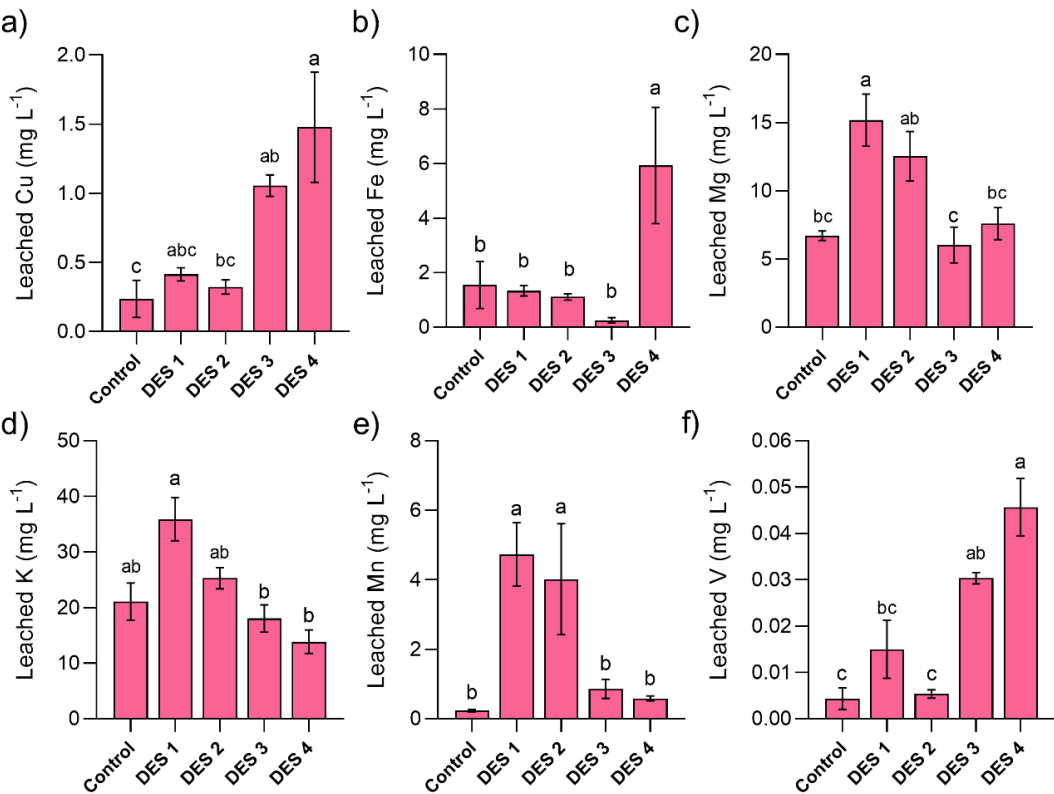 a)
Leached Cu (mg L⁻¹)
2.0
1.5
1.0
0.5
0.0
c
abc
bc
ab
a
Control
DES 1
DES 2
DES 3
DES 4
b)
Leached Fe (mg L⁻¹)
10
8
6
4
2
0
b
b
b
b
a
Control
DES 1
DES 2
DES 3
DES 4
c)
Leached Mg (mg L⁻¹)
20
15
10
5
0
bc
a
ab
c
bc
Control
DES 1
DES 2
DES 3
DES 4
d)
Leached K (mg L⁻¹)
50
40
30
20
10
0
ab
a
ab
b
b
Control
DES 1
DES 2
DES 3
DES 4
e)
Leached Mn (mg L⁻¹)
8
6
4
2
0
b
a
a
b
b
Control
DES 1
DES 2
DES 3
DES 4
f)
Leached V (mg L⁻¹)
0.06
0.05
0.04
0.03
0.02
0.01
0.00
c
bc
c
ab
a
Control
DES 1
DES 2
DES 3
DES 4